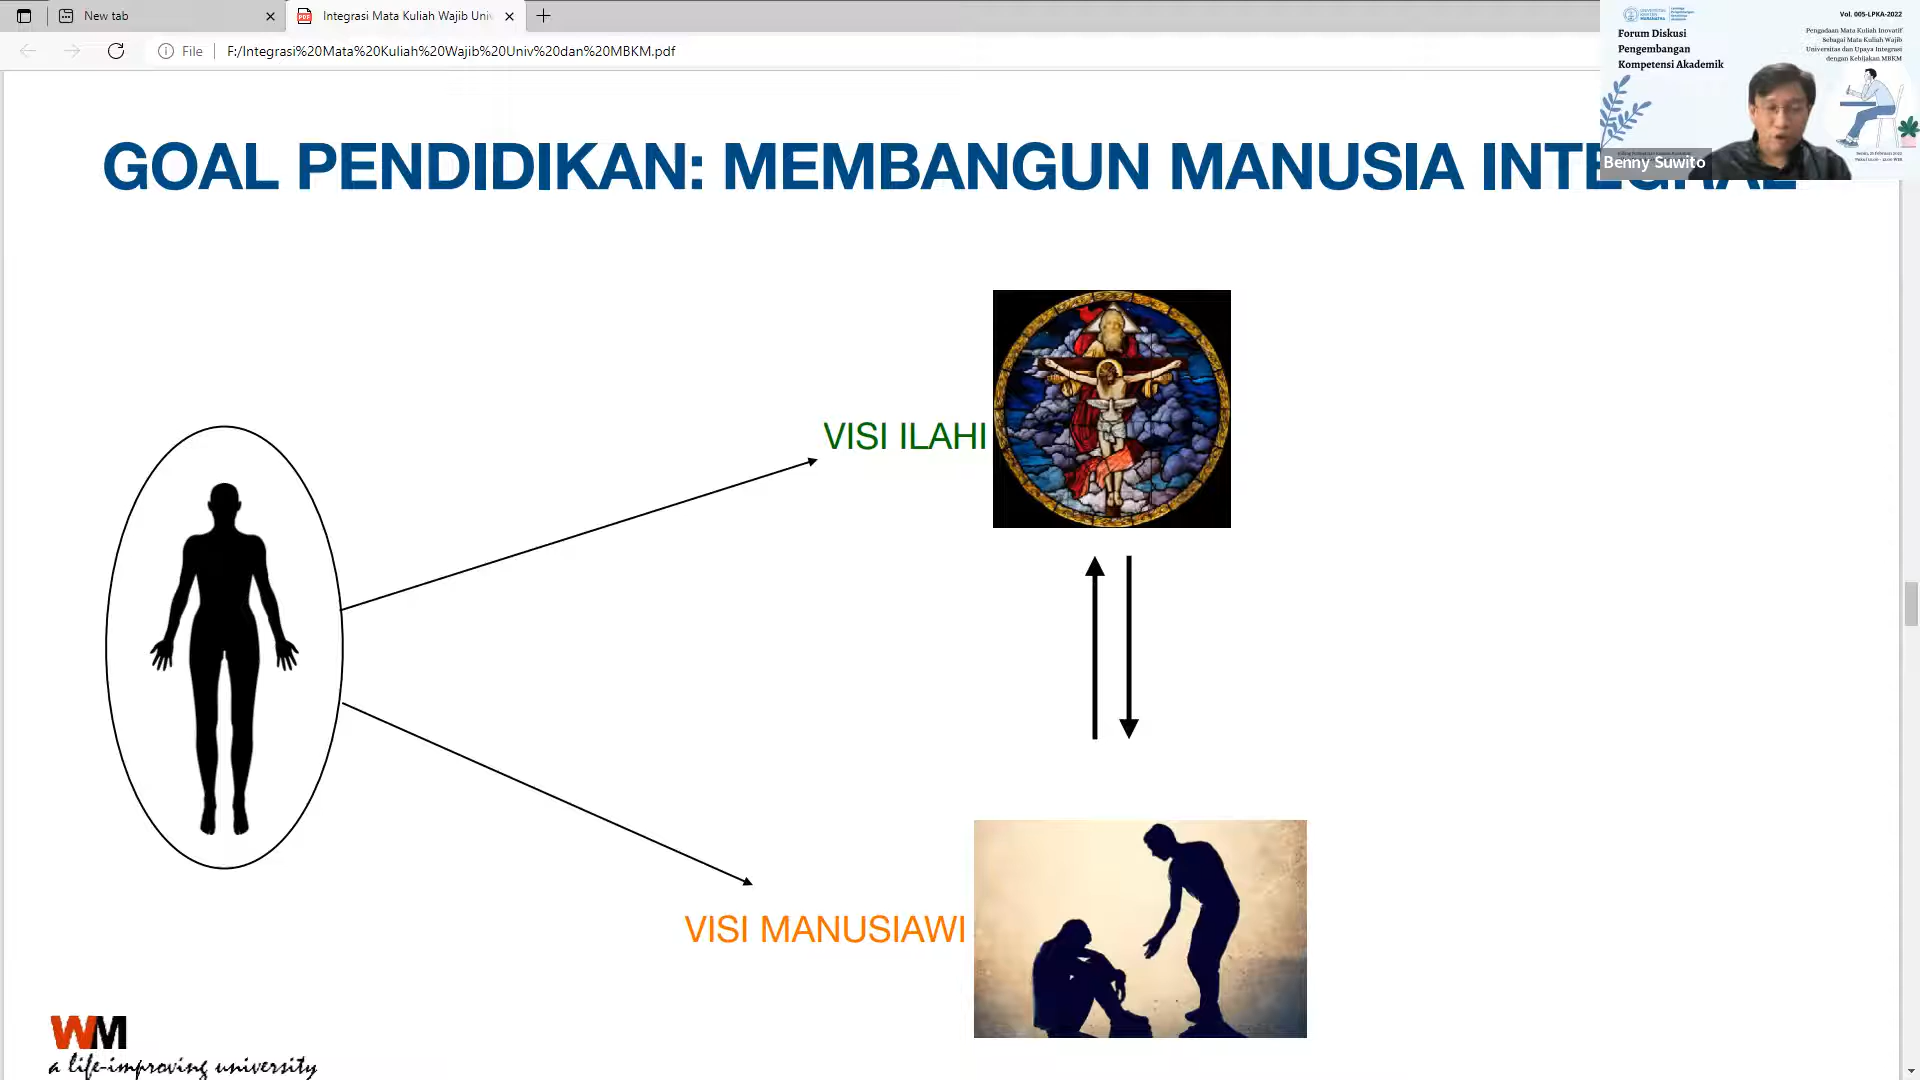 New tab
Integrasi Mata Kuliah Wajib Univ
File
F:/Integrasi%20Mata%20Kuliah%20Wajib%20Univ%20dan%20MBKM.pdf
Vol. 005-LPKA-2022
Forum Diskusi
Pengembangan
Kompetensi Akademik
Pengadaan Mata Kuliah Inovatif
Sebagai Mata Kuliah Wajib
Universitas dan Upaya Integrasi
dengan Kebijakan MBKM
Benny Suwito
GOAL PENDIDIKAN: MEMBANGUN MANUSIA INTEGRAL
VISI ILAHI
VISI MANUSIAWI
WM
a life-improving university